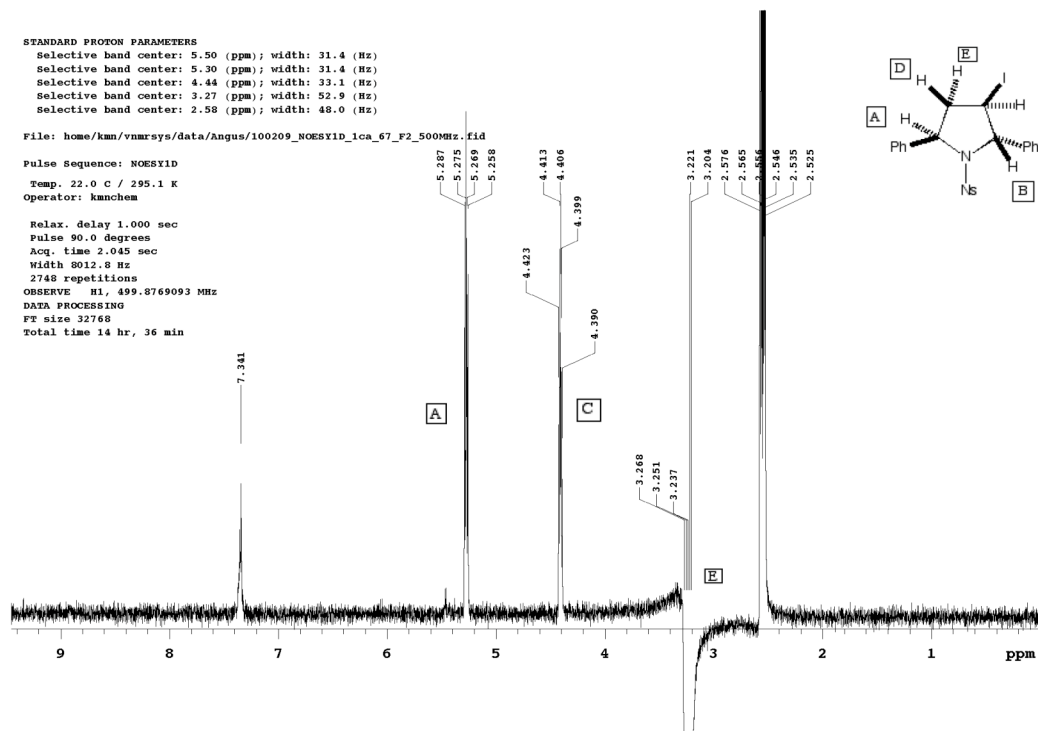 STANDARD PROTON PARAMETERS
Selective band center: 5.50 (ppm); width: 31.4 (Hz)
Selective band center: 5.30 (ppm); width: 31.4 (Hz)
Selective band center: 4.44 (ppm); width: 33.1 (Hz)
Selective band center: 3.27 (ppm); width: 52.9 (Hz)
Selective band center: 2.58 (ppm); width: 48.0 (Hz)
File: home/kmn/vnmrsys/data/Angus/100209_NOESY1D_1ca_67_F2_500MHz.fid
Pulse Sequence: NOESY1D
Temp. 22.0 C / 295.1 K
Operator: kmnchem
Relax. delay 1.000 sec
Pulse 90.0 degrees
Acq. time 2.045 sec
Width 8012.8 Hz
2748 repetitions
OBSERVE H1, 499.8769093 MHz
DATA PROCESSING
FT size 32768
Total time 14 hr, 36 min
7.341
5.287
5.275
5.269
5.258
4.423
4.413
4.406
4.399
4.390
3.268
3.251
3.237
3.221
3.204
2.576
2.565
2.556
2.546
2.535
2.525
A
C
E
D
E
H
H
I
A
H
H
Ph
N
Ph
H
Ns
B
9 8 7 6 5 4 3 2 1 ppm